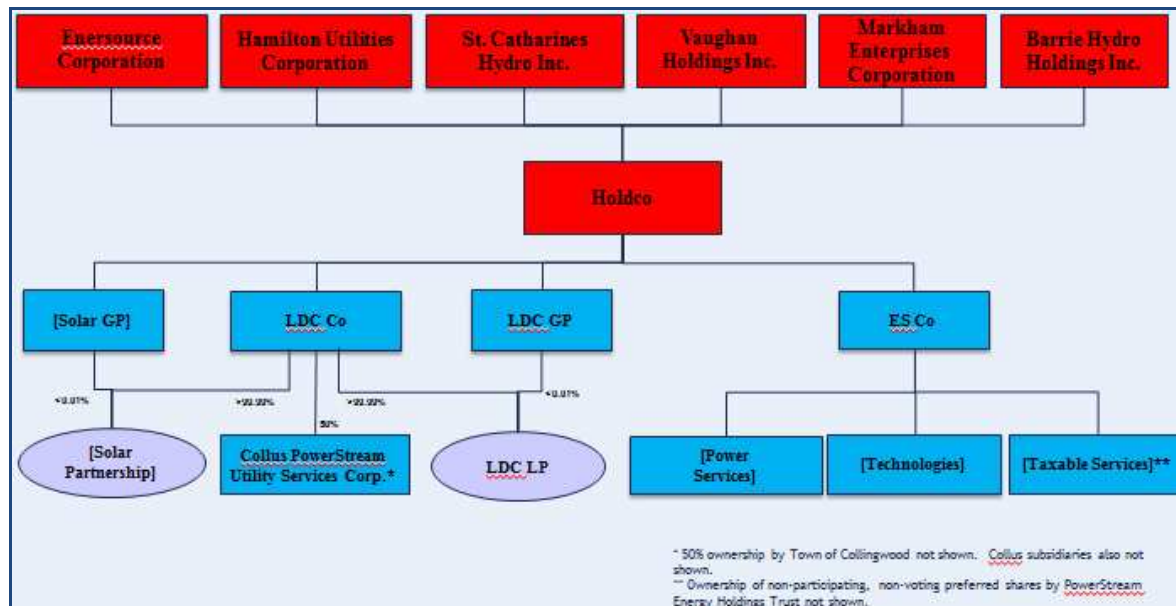 Enersource
Corporation
Hamilton Utilities
Corporation
St. Catharines
Hydro Inc.
Vaughan
Holdings Inc.
Markham
Enterprises
Corporation
Barrie Hydro
Holdings Inc.
Holdco
[Solar GP]
LDC Co
LDC GP
ES Co
<0.01%
>99.99%
>99.99%
<0.01%
50%
[Solar
Partnership]
Collus PowerStream
Utility Services Corp.*
LDC LP
[Power
Services]
[Technologies]
[Taxable Services]**
* 50% ownership by Town of Collingwood not shown. Collus subsidiaries also not
shown.
** Ownership of non-participating, non-voting preferred shares by PowerStream
Energy Holdings Trust not shown.